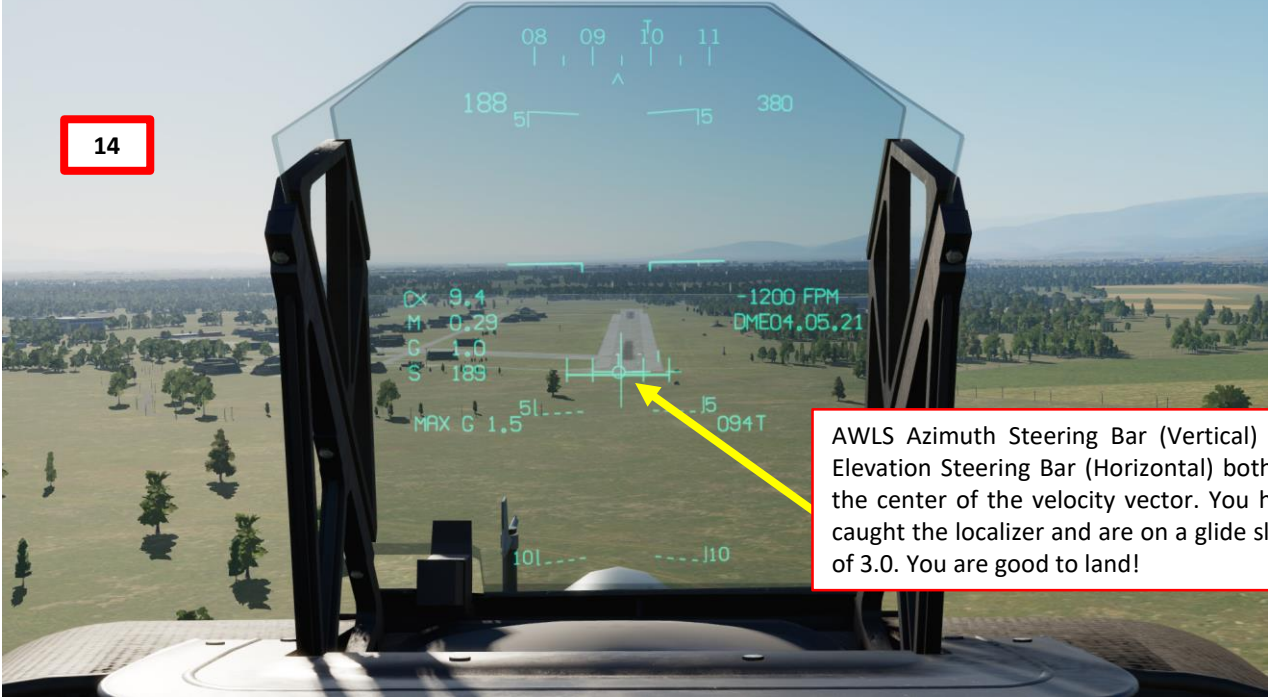 08 09 10 11
T
188
380
5 5
14
α 9.4
-1200 FPM
M 0.29
DME04.05.21
G 1.0
S 189
5 5
MAX G 1.5
094T
AWLS Azimuth Steering Bar (Vertical)
Elevation Steering Bar (Horizontal) both
the center of the velocity vector. You
caught the localizer and are on a glide
of 3.0. You are good to land!
10 10